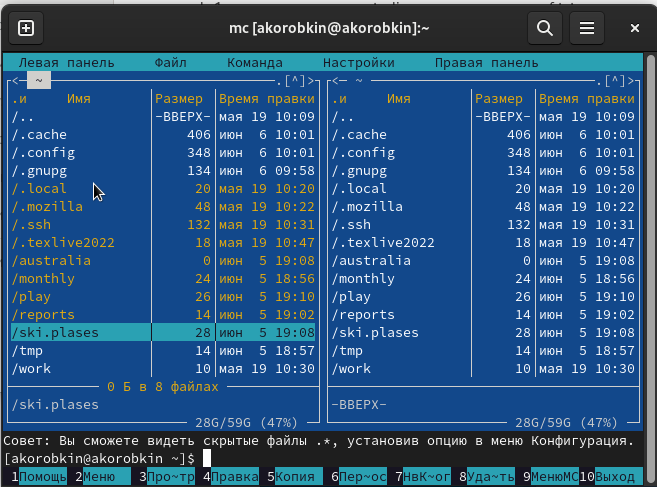 mc [akorobkin@akorobkin]:~
Левая панель Файл Команда Настройки Правая панель
<─ ~ .[^]> <─ ~ .[^]>
.и Имя Размер Время правки .и Имя Размер Время правки
/.. -ВВЕРХ- мая 19 10:09 /.. -ВВЕРХ- мая 19 10:09
/.cache 406 июн 6 10:01 /.cache 406 июн 6 10:01
/.config 348 июн 6 10:01 /.config 348 июн 6 10:01
/.gnupg 134 июн 6 09:58 /.gnupg 134 июн 6 09:58
/.local 20 мая 19 10:20 /.local 20 мая 19 10:20
/.mozilla 48 мая 19 10:22 /.mozilla 48 мая 19 10:22
/.ssh 132 мая 19 10:31 /.ssh 132 мая 19 10:31
/.texlive2022 18 мая 19 10:47 /.texlive2022 18 мая 19 10:47
/australia 0 июн 5 19:08 /australia 0 июн 5 19:08
/monthly 24 июн 5 18:56 /monthly 24 июн 5 18:56
/play 26 июн 5 19:10 /play 26 июн 5 19:10
/reports 14 июн 5 19:02 /reports 14 июн 5 19:02
/ski.plases 28 июн 5 19:08 /ski.plases 28 июн 5 19:08
/tmp 14 июн 5 18:57 /tmp 14 июн 5 18:57
/work 10 мая 19 10:30 /work 10 мая 19 10:30
0 Б в 8 файлах
/ski.plases -ВВЕРХ-
28G/59G (47%) 28G/59G (47%)
Совет: Вы сможете видеть скрытые файлы .*, установив опцию в меню Конфигурация.
[akorobkin@akorobkin ~]$
1Помощь 2Меню 3Про~тр 4Правка 5Копия 6Пер~ос 7НвК~ог 8Уда~ть 9МенюMC 10Выход